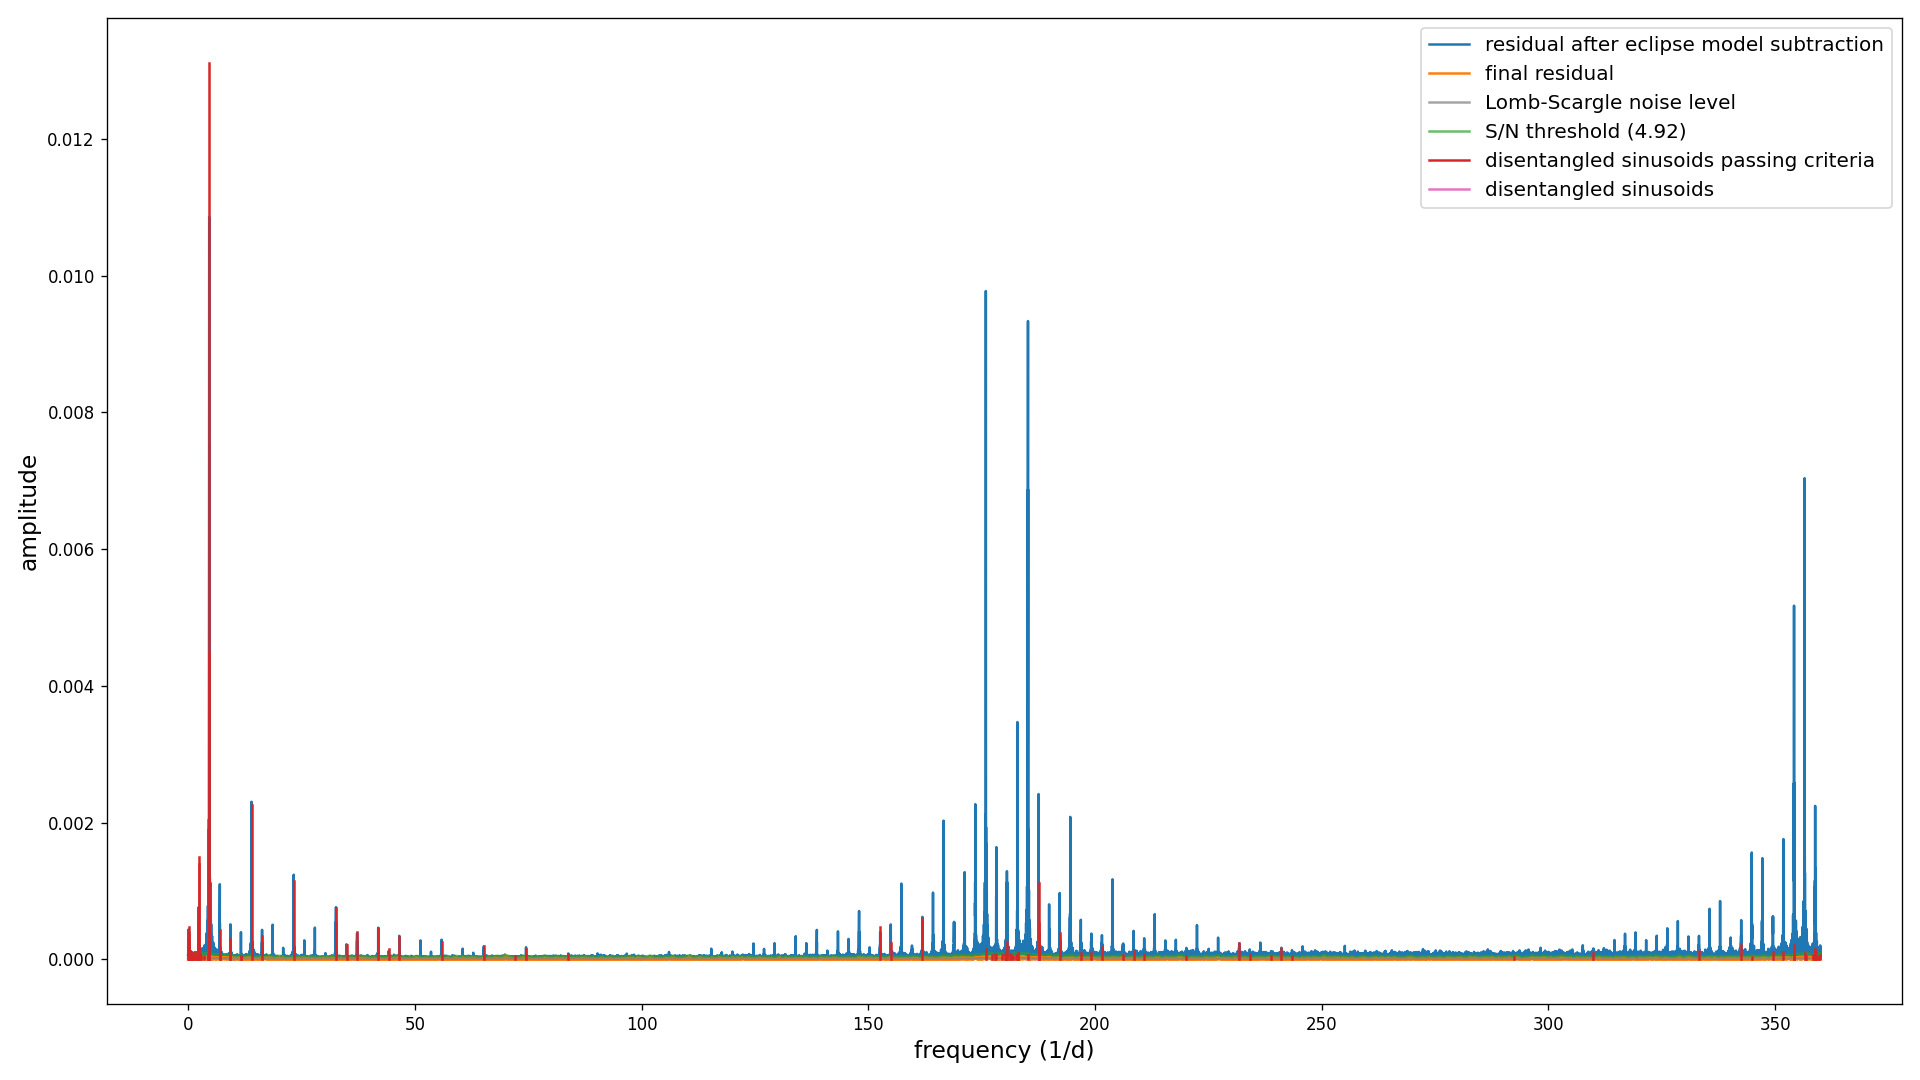 residual after eclipse model subtraction
final residual
Lomb-Scargle noise level
S/N threshold (4.92)
disentangled sinusoids passing criteria
disentangled sinusoids
0.012
0.010
0.008
0.006
0.004
0.002
0.000
amplitude
0 50 100 150 200 250 300 350
frequency (1/d)